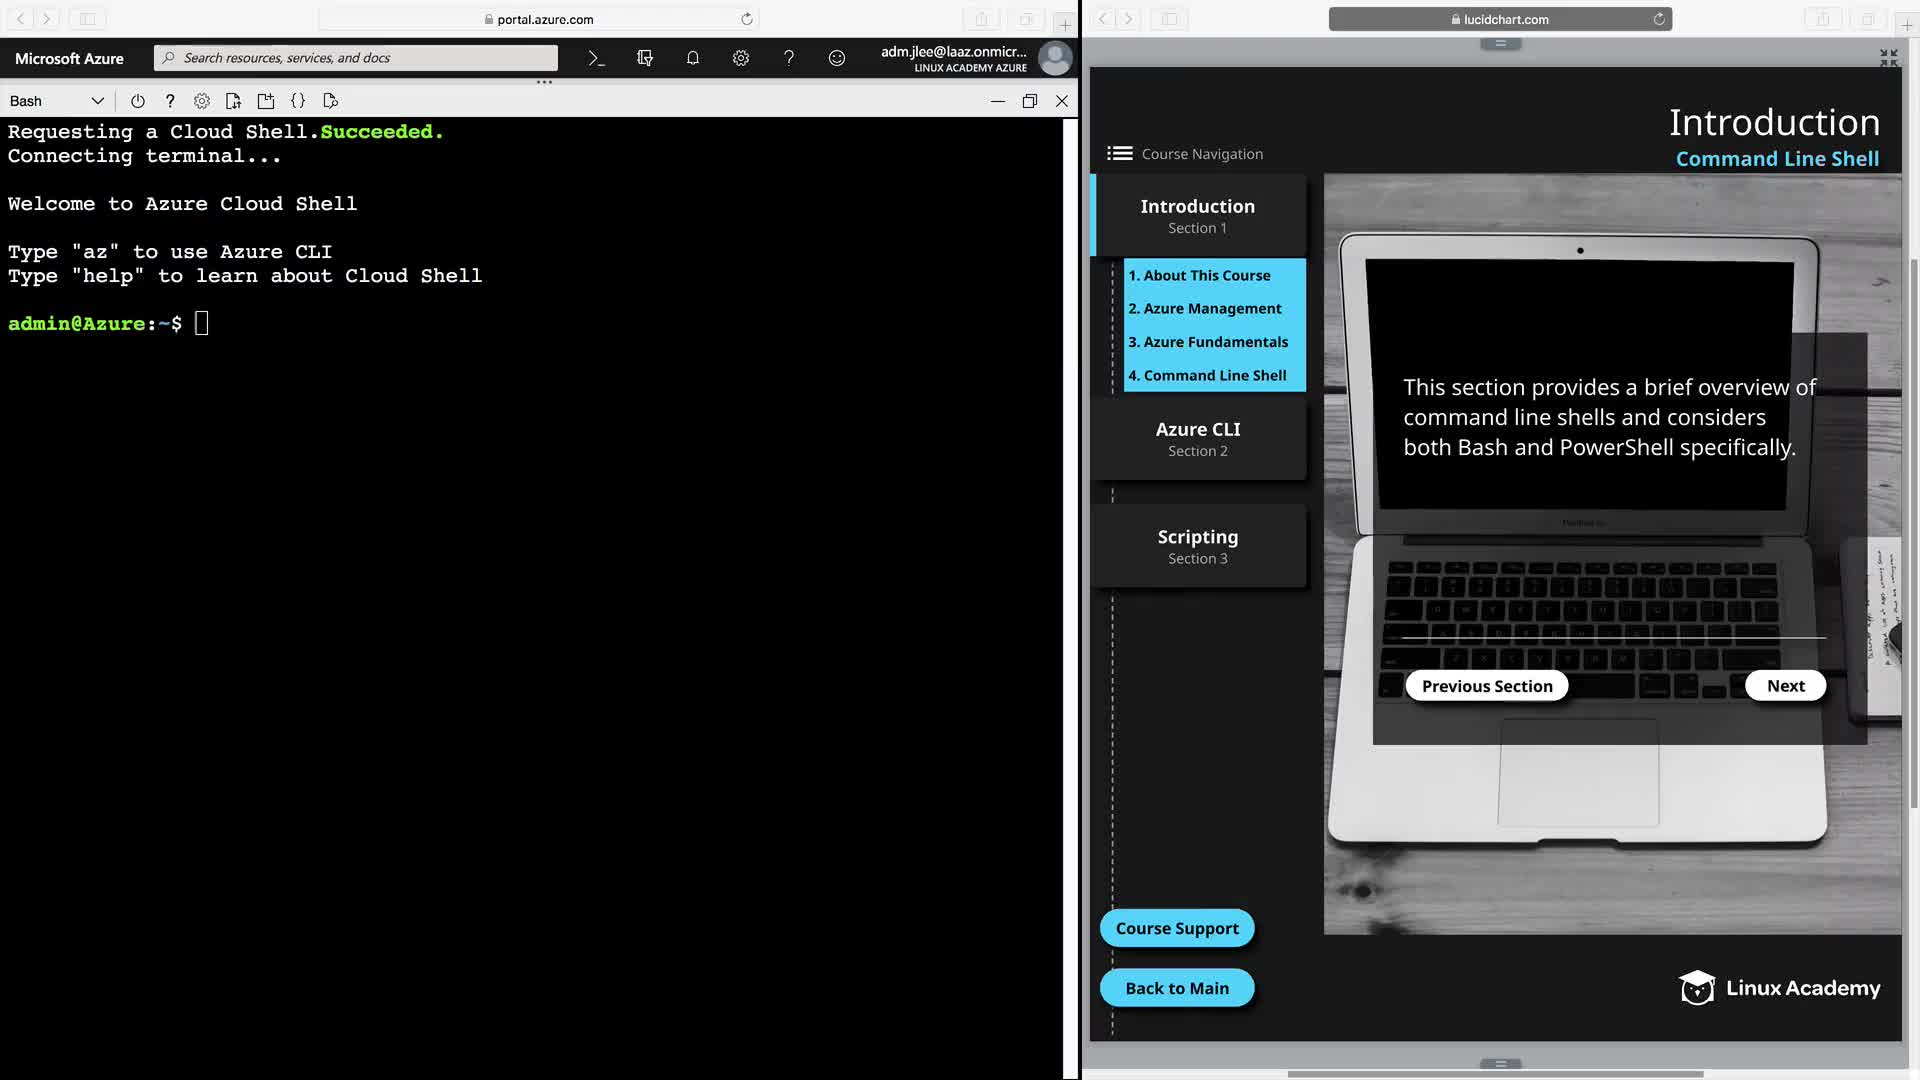 portal.azure.com
Microsoft Azure
Search resources, services, and docs
adm.jlee@laaz.onmicr...
LINUX ACADEMY AZURE
Bash
Requesting a Cloud Shell.Succeeded.
Connecting terminal...
Welcome to Azure Cloud Shell
Type "az" to use Azure CLI
Type "help" to learn about Cloud Shell
admin@Azure:~$
lucidchart.com
Introduction
Command Line Shell
Course Navigation
Introduction
Section 1
1. About This Course
2. Azure Management
3. Azure Fundamentals
4. Command Line Shell
Azure CLI
Section 2
Scripting
Section 3
This section provides a brief overview of
command line shells and considers
both Bash and PowerShell specifically.
Previous Section
Next
Course Support
Back to Main
Linux Academy